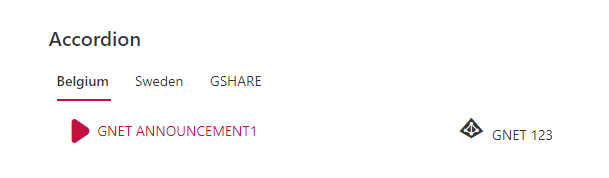 Accordion
Belgium Sweden GSHARE
GNET ANNOUNCEMENT1 GNET 123